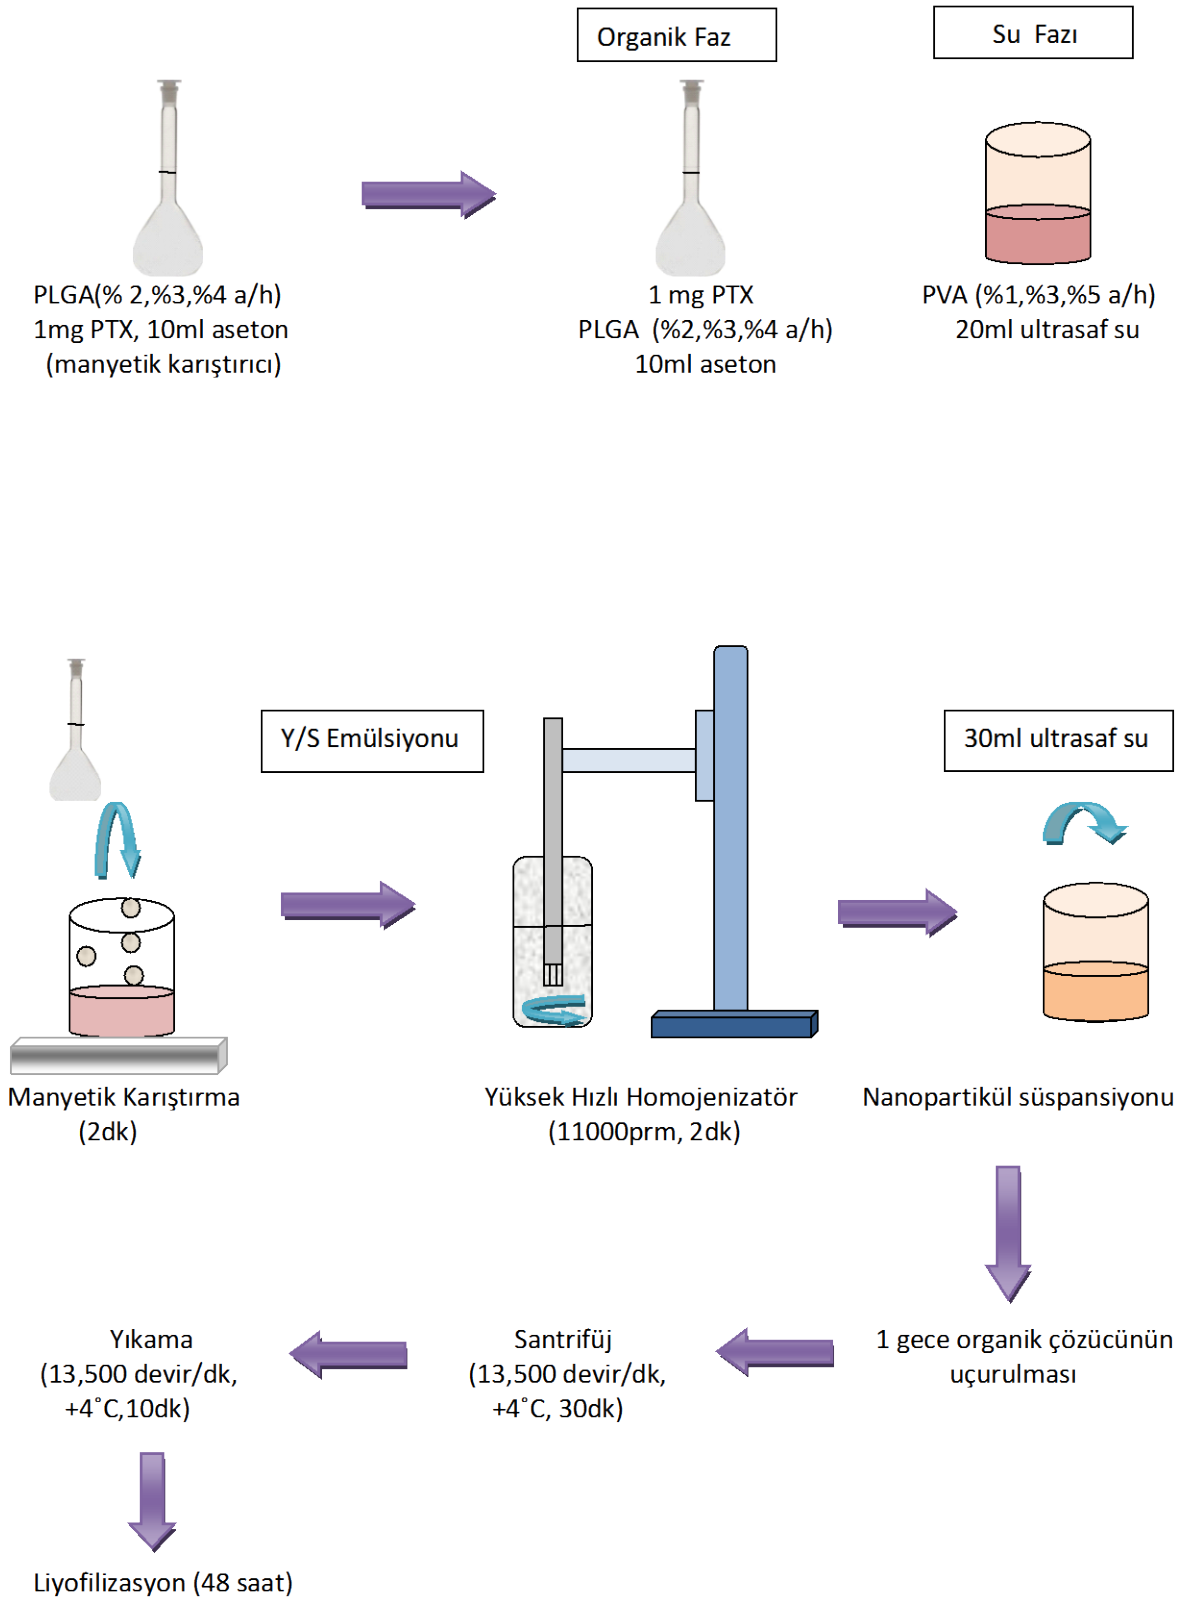 Organik Faz
Su Fazı
PLGA(% 2,%3,%4 a/h)
1mg PTX, 10ml aseton
(manyetik karıştırıcı)
1 mg PTX
PLGA (%2,%3,%4 a/h)
10ml aseton
PVA (%1,%3,%5 a/h)
20ml ultrasaf su
Y/S Emülsiyonu
30ml ultrasaf su
Manyetik Karıştırma
(2dk)
Yüksek Hızlı Homojenizatör
(11000prm, 2dk)
Nanopartikül süspansiyonu
1 gece organik çözücünün
uçurulması
Santrifüj
(13,500 devir/dk,
+4˚C, 30dk)
Yıkama
(13,500 devir/dk,
+4˚C,10dk)
Liyofilizasyon (48 saat)